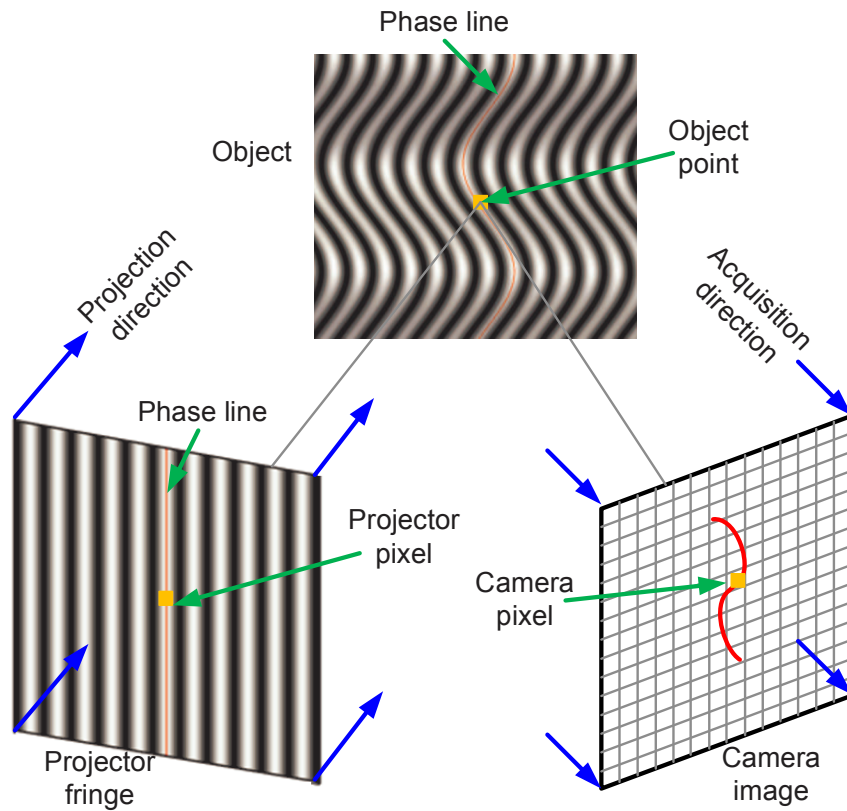 Phase line
Object
Object
point
Projection
direction
Acquisition
direction
Phase line
Projector
pixel
Camera
pixel
Projector
fringe
Camera
image